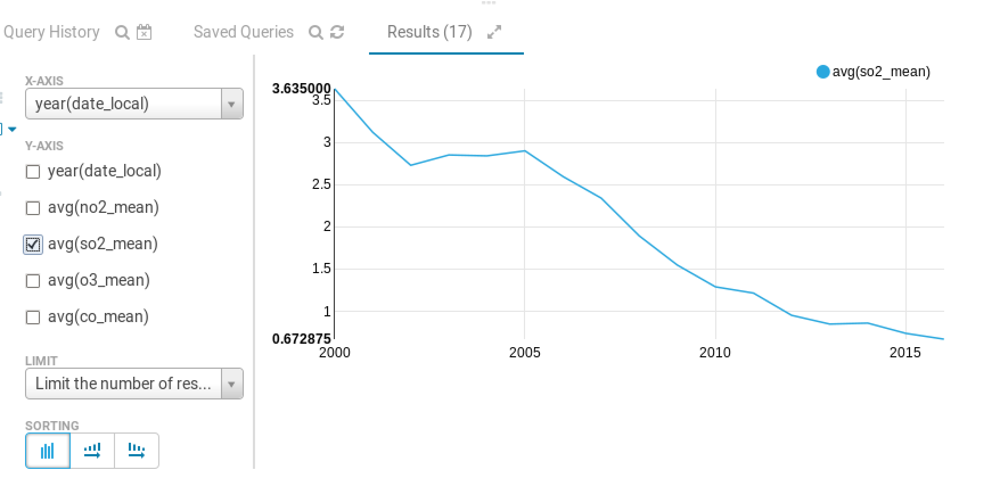 Query History
Saved Queries
Results (17)
X-AXIS
year(date_local)
Y-AXIS
year(date_local)
avg(no2_mean)
avg(so2_mean)
avg(o3_mean)
avg(co_mean)
LIMIT
Limit the number of res...
SORTING
avg(so2_mean)
3.635000
3.5
3
2.5
2
1.5
1
0.672875
2000 2005 2010 2015